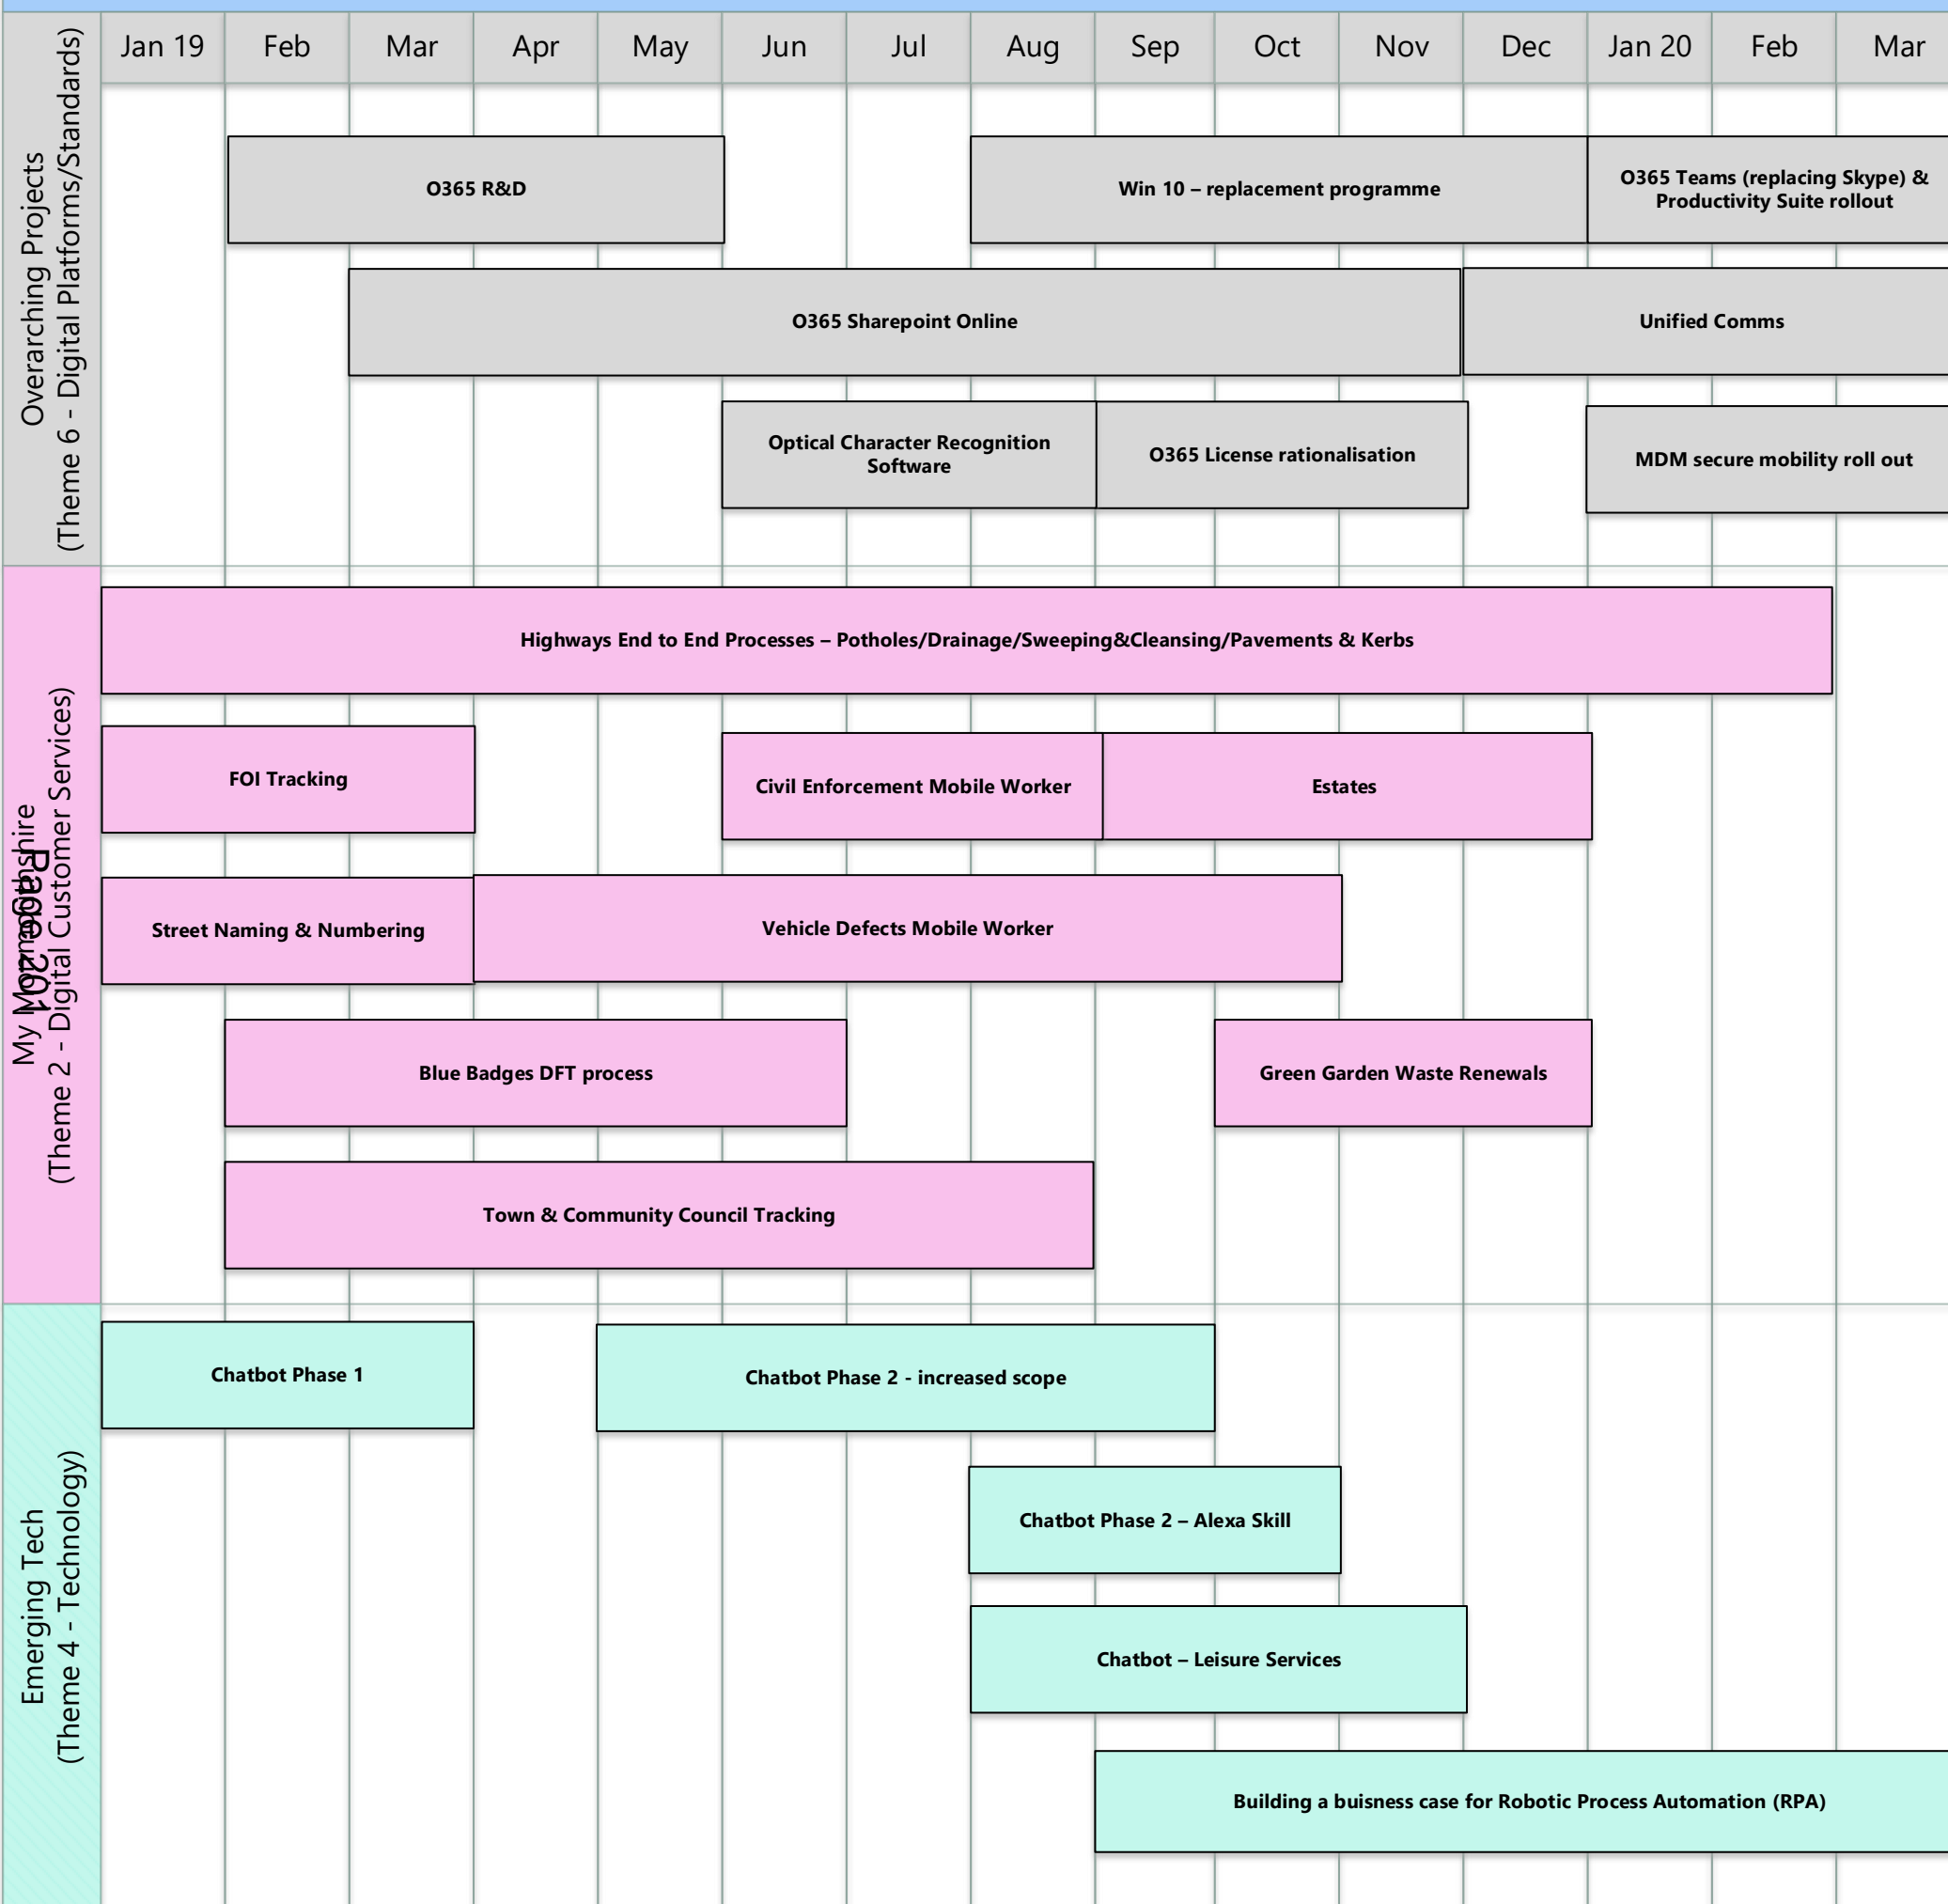 Jan 19 Feb Mar Apr May Jun Jul Aug Sep Oct Nov Dec Jan 20 Feb Mar
Overarching Projects
(Theme 6 - Digital Platforms/Standards)
O365 R&D
Win 10 – replacement programme
O365 Teams (replacing Skype) &
Productivity Suite rollout
O365 Sharepoint Online
Unified Comms
Optical Character Recognition
Software
O365 License rationalisation
MDM secure mobility roll out
My Monmouthshire
(Theme 2 - Digital Customer Services)
Page 201
Highways End to End Processes – Potholes/Drainage/Sweeping&Cleansing/Pavements & Kerbs
FOI Tracking
Civil Enforcement Mobile Worker
Estates
Street Naming & Numbering
Vehicle Defects Mobile Worker
Blue Badges DFT process
Green Garden Waste Renewals
Town & Community Council Tracking
Emerging Tech
(Theme 4 - Technology)
Chatbot Phase 1
Chatbot Phase 2 - increased scope
Chatbot Phase 2 – Alexa Skill
Chatbot – Leisure Services
Building a buisness case for Robotic Process Automation (RPA)